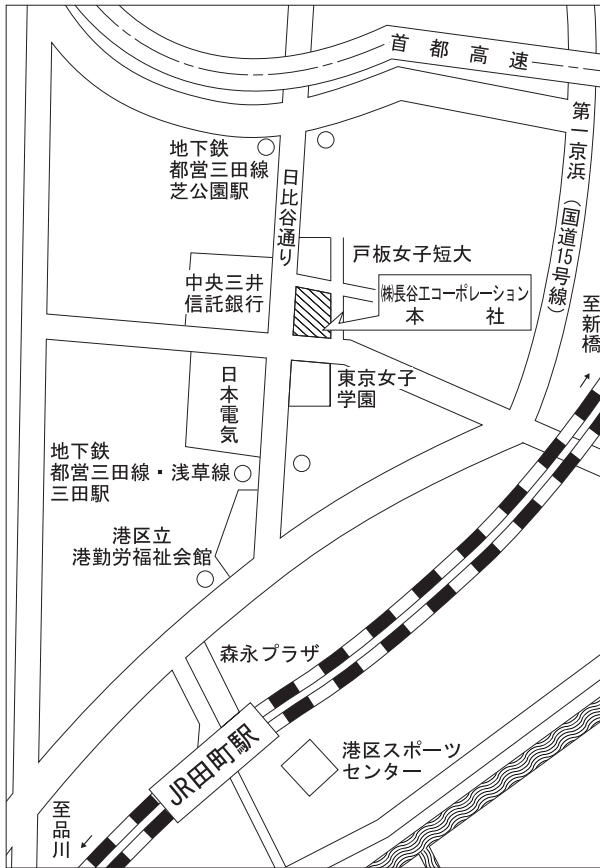 首都高速
第一京浜（国道15号線）
地下鉄
都営三田線
芝公園駅
日比谷通り
戸板女子短大
中央三井
信託銀行
㈱長谷工コーポレーション
本　社
至新橋
日本電気
東京女子
学園
地下鉄
都営三田線・浅草線
三田駅
港区立
港勤労福祉会館
森永プラザ
JR田町駅
港区スポーツ
センター
至品川